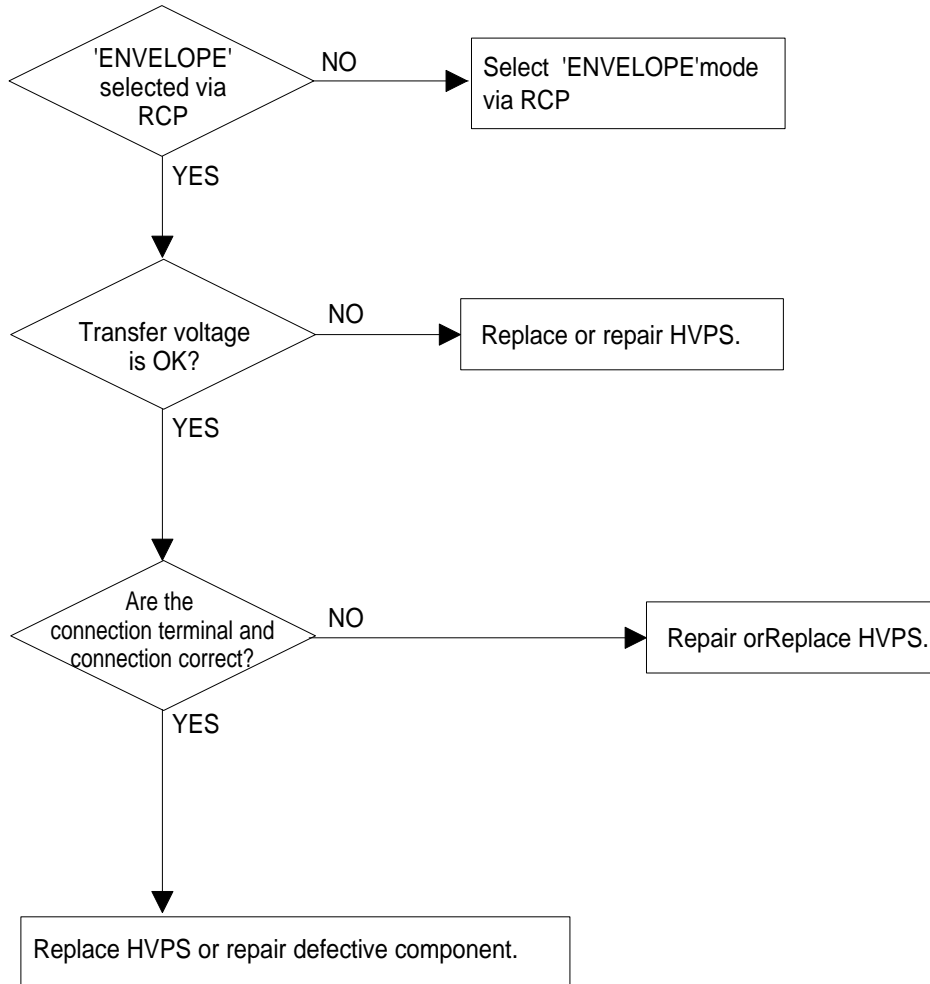 'ENVELOPE'
selected via
RCP
NO
Select 'ENVELOPE'mode
via RCP
YES
Transfer voltage
is OK?
NO
Replace or repair HVPS.
YES
Are the
connection terminal and
connection correct?
NO
Repair orReplace HVPS.
YES
Replace HVPS or repair defective component.